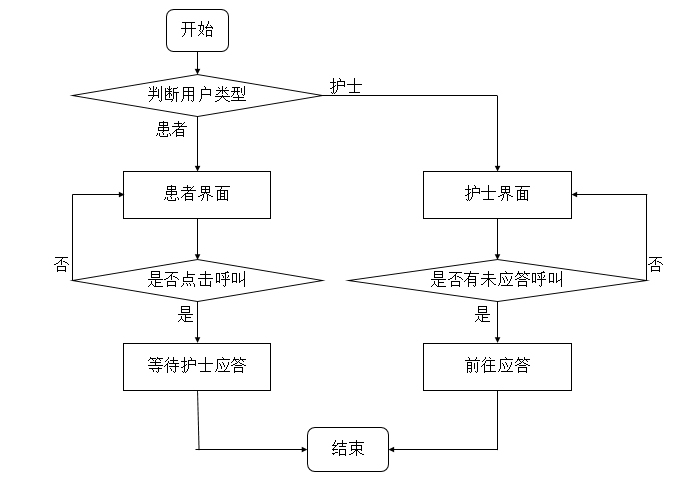 开始
判断用户类型
护士
患者
患者界面
护士界面
否
是否点击呼叫
是否有未应答呼叫
否
是
是
等待护士应答
前往应答
结束